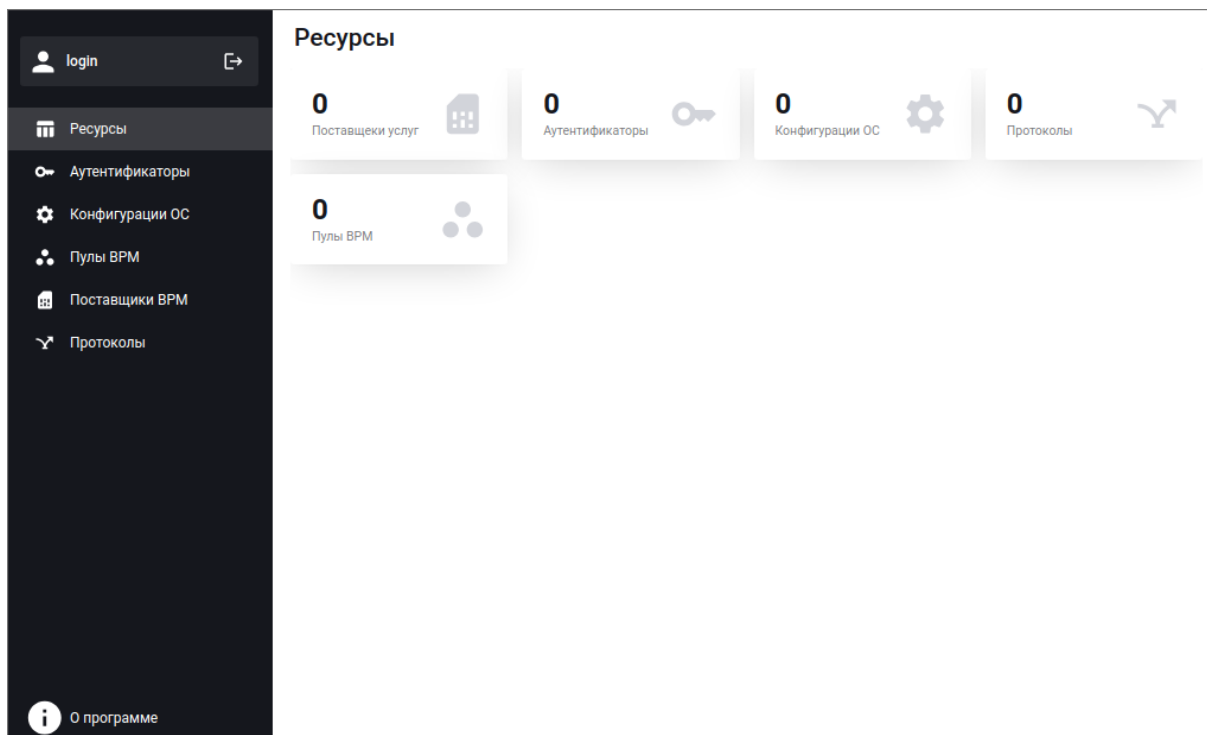 login
Ресурсы
Аутентификаторы
Конфигурации ОС
Пулы ВРМ
Поставщики ВРМ
Протоколы
О программе
Ресурсы
0
Поставщеки услуг
0
Аутентификаторы
0
Конфигурации ОС
0
Протоколы
0
Пулы ВРМ